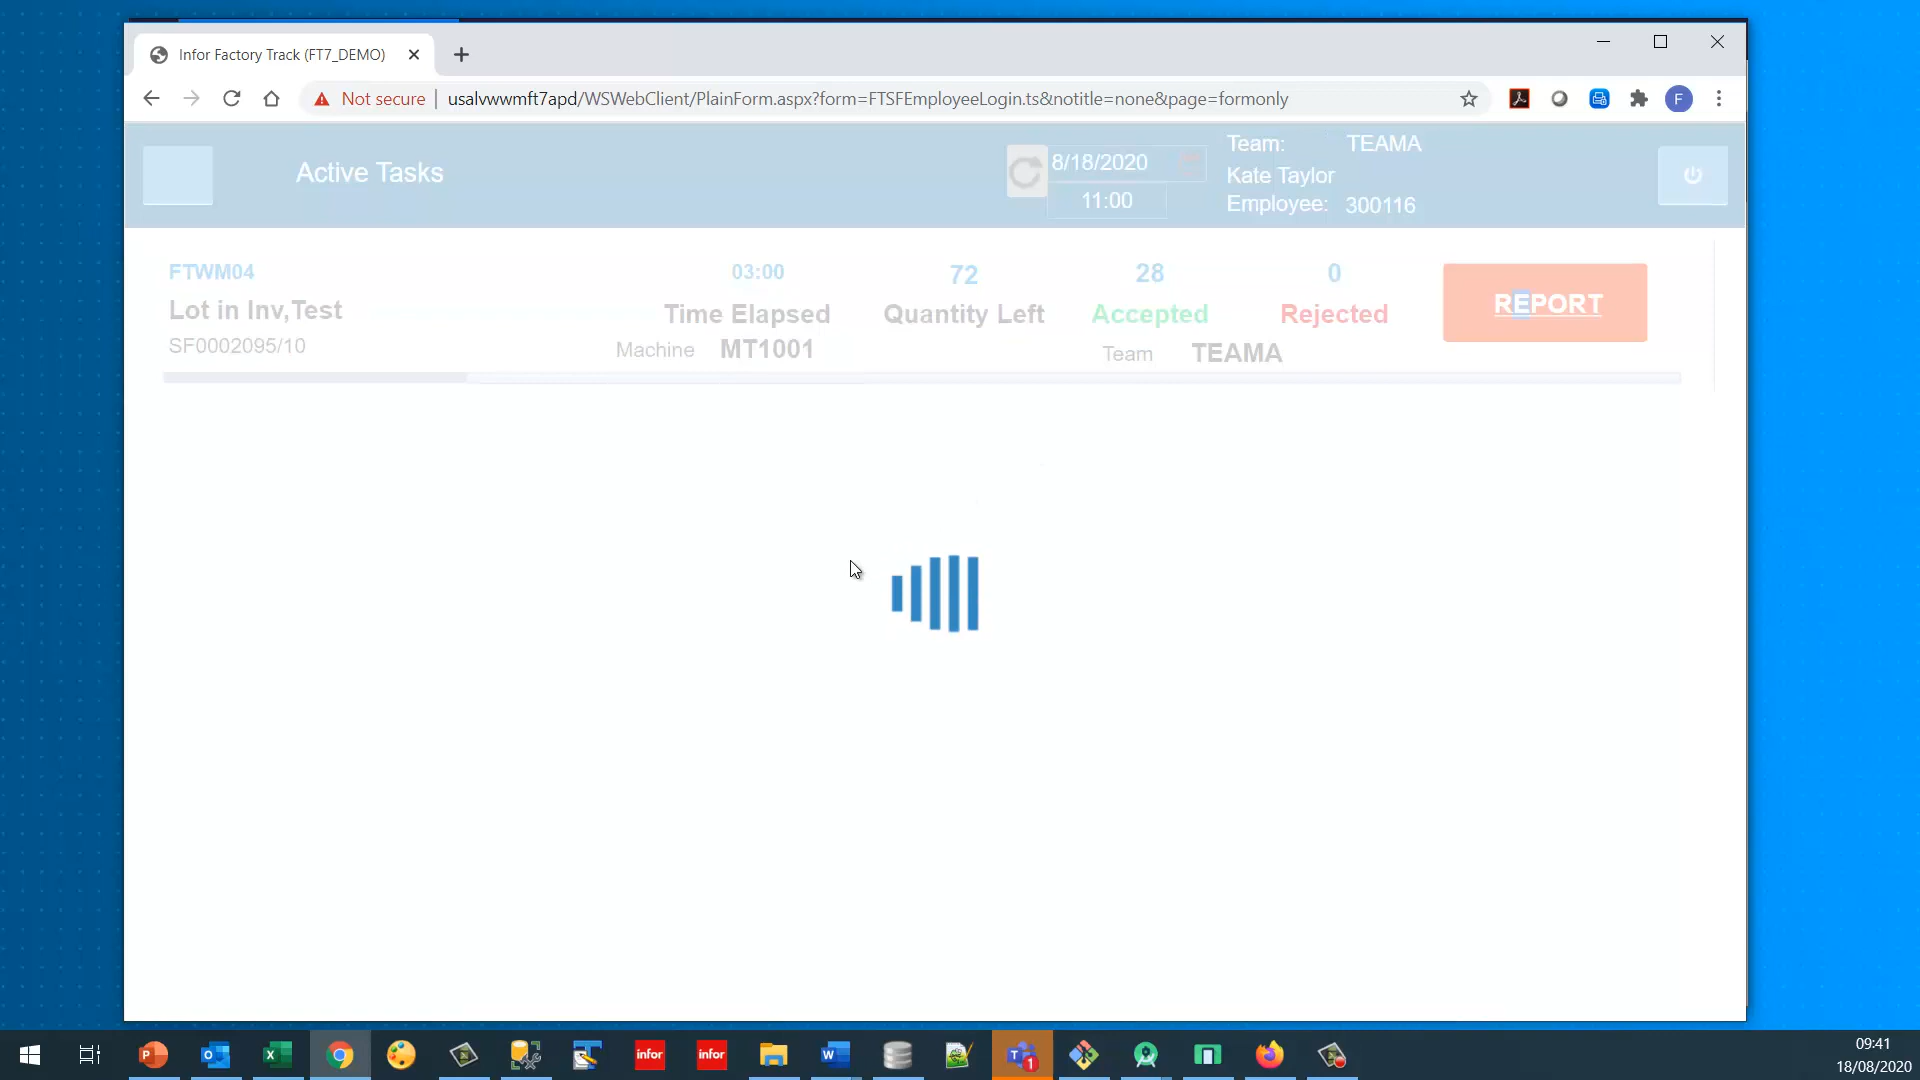 Infor Factory Track (FT7_DEMO)
Not secure
usalvwwmft7apd/WSWebClient/PlainForm.aspx?form=FTSFEmployeeLogin.ts&notitle=none&page=formonly
F
Active Tasks
8/18/2020
11:00
Team: TEAMA
Kate Taylor
Employee: 300116
FTWM04
Lot in Inv,Test
SF0002095/10
03:00
Time Elapsed
Machine MT1001
72
Quantity Left
28
Accepted
Team TEAMA
0
Rejected
REPORT
infor
infor
1
09:41
18/08/2020